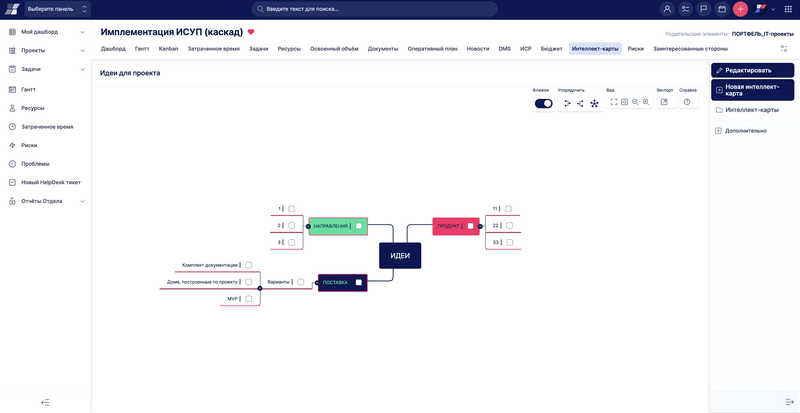 Выберите панель
Введите текст для поиска...
Мой дашборд
Проекты
Задачи
Гантт
Ресурсы
Затраченное время
Риски
Проблемы
Новый HelpDesk тикет
Отчёты Отдела
Имплементация ИСУП (каскад)
Родительские элементы: ПОРТФЕЛЬ_IT-проекты
Дашборд Гантт Kanban Затраченное время Задачи Ресурсы Освоенный объём Документы Оперативный план Новости DMS ИСР Бюджет Интеллект-карты Риски Заинтересованные стороны
Идеи для проекта
Флажки Упорядочить Вид Экспорт Справка
Редактировать
Новая интеллект-
карта
Интеллект-карты
Дополнительно
1
2
3
НАПРАВЛЕНИЯ
ПРОДУКТ
11
22
33
ИДЕИ
Комплект документации
Дома, построенные по проекту
MVP
Варианты
ПОСТАВКА